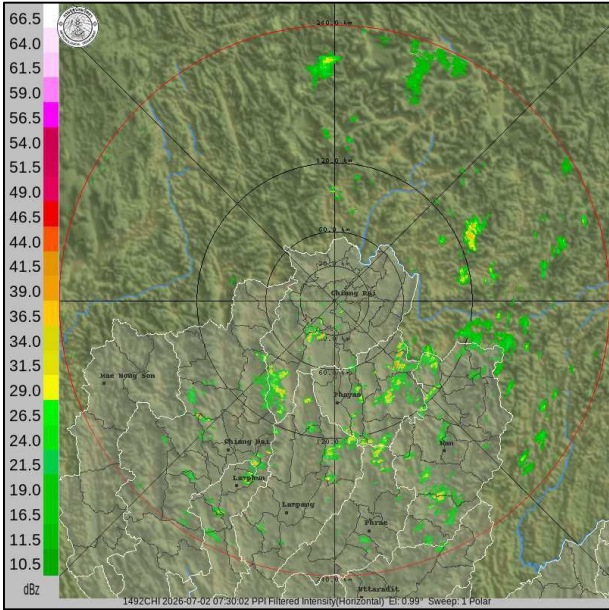 66.5
64.0
61.5
59.0
56.5
54.0
51.5
49.0
46.5
44.0
41.5
39.0
36.5
34.0
31.5
29.0
26.5
24.0
21.5
19.0
16.5
13.0
10.5
dBz
240.0 km
120.0 km
Chiang Rai
Mae Hong Son
Phayao
Chiang Mai
Nan
Lamphun
Lampang
Phrae
Uttaradit
1492CHI 2026-07-02 07:30:02 PPI Filtered Intensity(Horizontal) El: 0.99° Sweep: 1 Polar